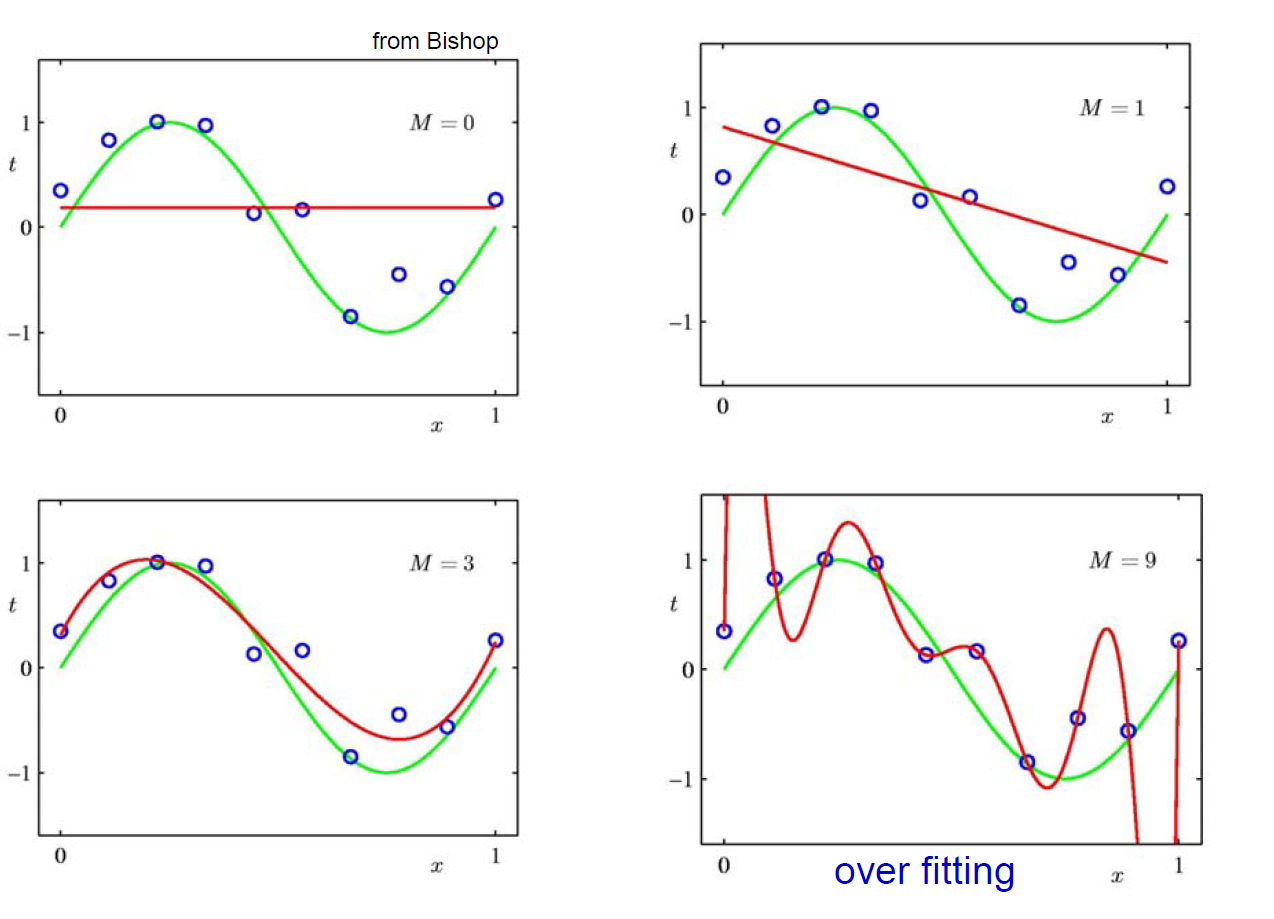 from Bishop
M = 0
1
t
0
−1
0
x
1
M = 1
1
t
0
−1
0
x
1
M = 3
1
t
0
−1
0
x
1
M = 9
1
t
0
−1
0
over fitting
x
1